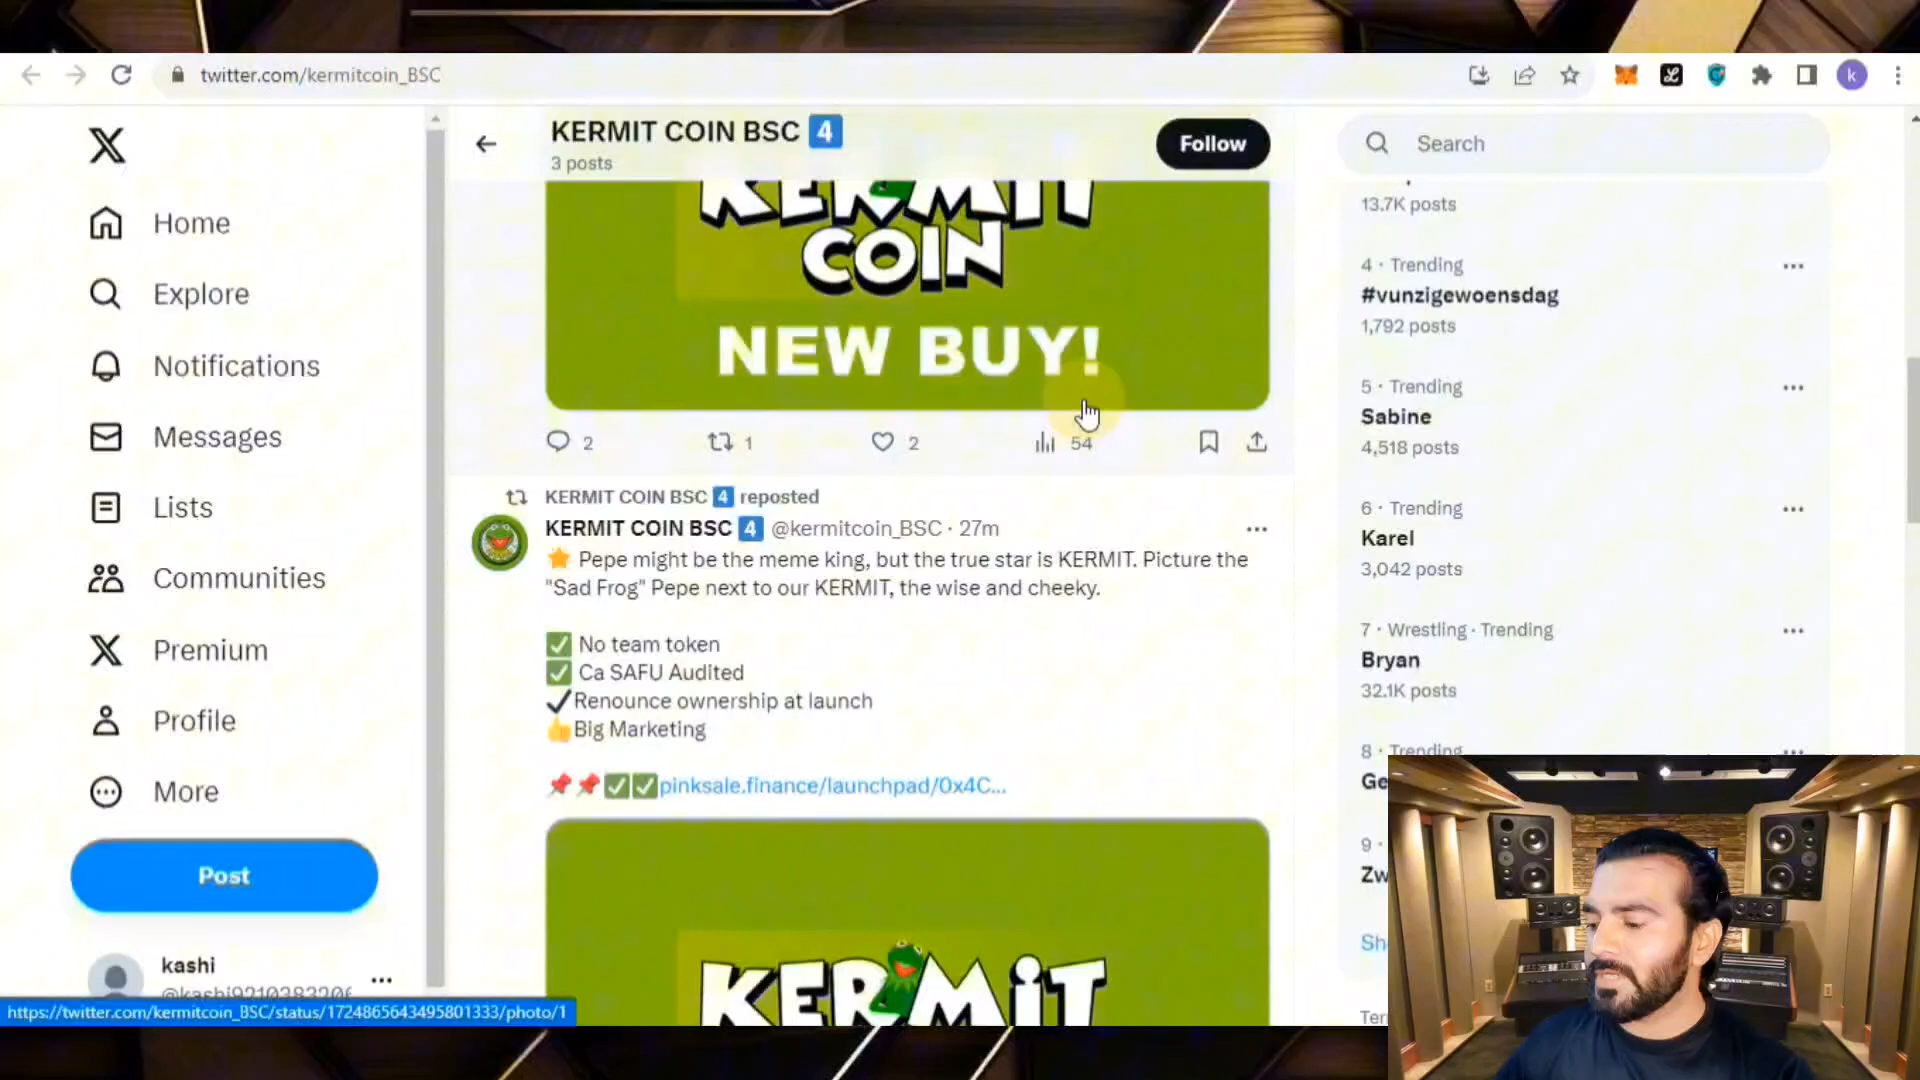 twitter.com/kermitcoin_BSC
k
Home
Explore
Notifications
Messages
Lists
Communities
Premium
Profile
More
Post
kashi
https://twitter.com/kermitcoin_BSC/status/1724865643495801333/photo/1
KERMIT COIN BSC 4
3 posts
Follow
KERMIT
COIN
NEW BUY!
2
1
2
54
KERMIT COIN BSC 4 reposted
KERMIT COIN BSC 4 @kermitcoin_BSC · 27m
⭐ Pepe might be the meme king, but the true star is KERMIT. Picture the
"Sad Frog" Pepe next to our KERMIT, the wise and cheeky.
✅ No team token
✅ Ca SAFU Audited
✔Renounce ownership at launch
👍Big Marketing
📌📌✅✅pinksale.finance/launchpad/0x4C...
KERMiT
Search
13.7K posts
4 · Trending
#vunzigewoensdag
1,792 posts
5 · Trending
Sabine
4,518 posts
6 · Trending
Karel
3,042 posts
7 · Wrestling · Trending
Bryan
32.1K posts
8 · Trending
Ge
9 ·
Zw
Sh
Ter